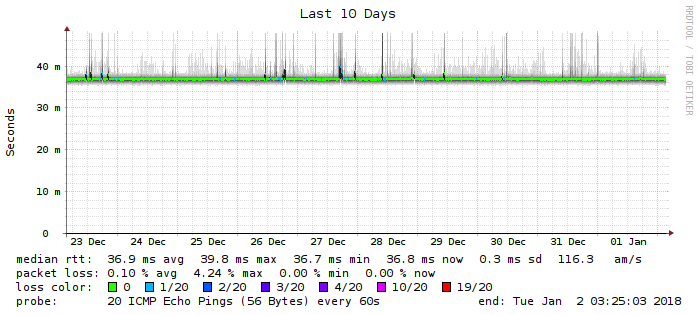 Last 10 Days
RRDTOOL / TOBI OETIKER
Seconds
40 m
30 m
20 m
10 m
0
23 Dec 24 Dec 25 Dec 26 Dec 27 Dec 28 Dec 29 Dec 30 Dec 31 Dec 01 Jan
median rtt: 36.9 ms avg 39.8 ms max 36.7 ms min 36.8 ms now 0.3 ms sd 116.3 am/s
packet loss: 0.10 % avg 4.24 % max 0.00 % min 0.00 % now
loss color: 0 1/20 2/20 3/20 4/20 10/20 19/20
probe: 20 ICMP Echo Pings (56 Bytes) every 60s end: Tue Jan 2 03:25:03 2018